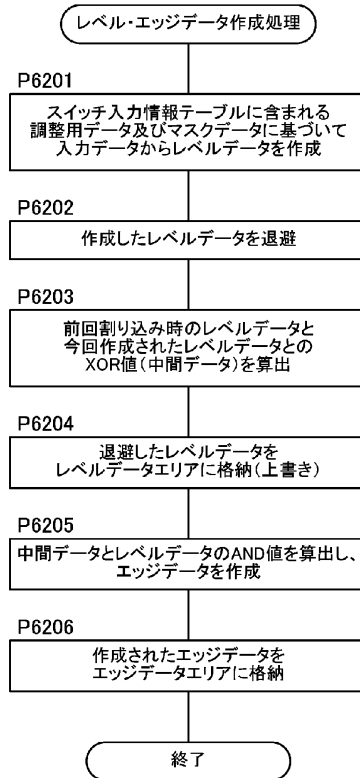 レベル・エッジデータ作成処理
P6201
スイッチ入力情報テーブルに含まれる
調整用データ及びマスクデータに基づいて
入力データからレベルデータを作成
P6202
作成したレベルデータを退避
P6203
前回割り込み時のレベルデータと
今回作成されたレベルデータとの
XOR値(中間データ)を算出
P6204
退避したレベルデータを
レベルデータエリアに格納(上書き)
P6205
中間データとレベルデータのAND値を算出し、
エッジデータを作成
P6206
作成されたエッジデータを
エッジデータエリアに格納
終了